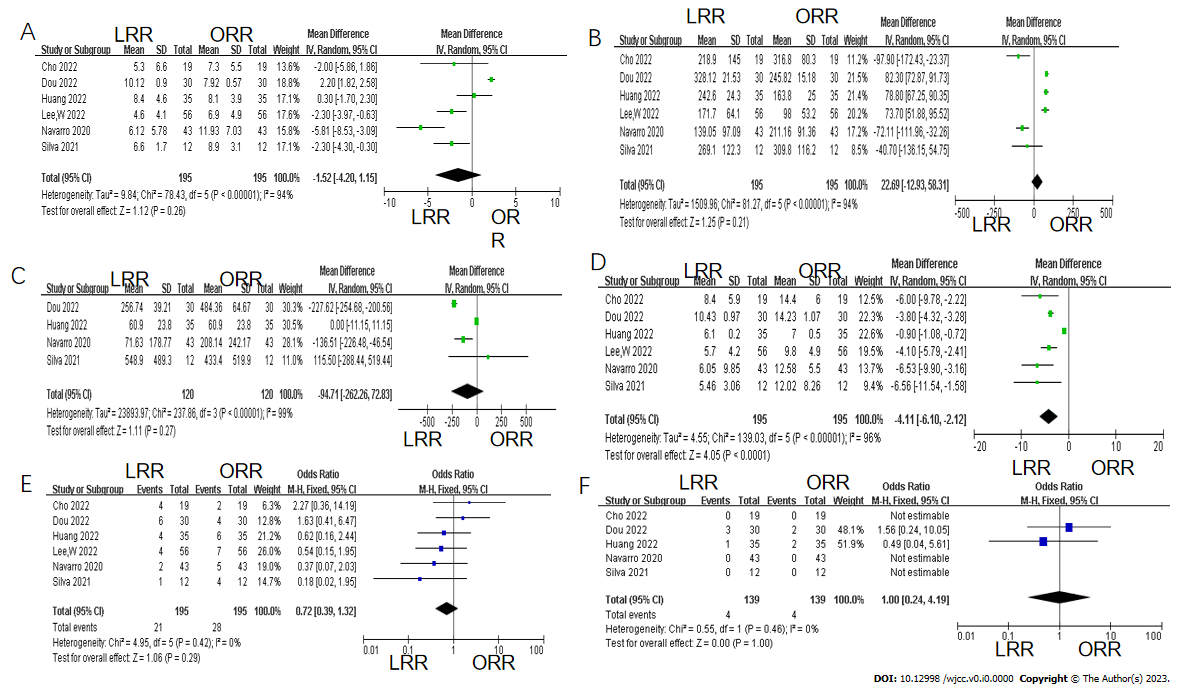 A
LRR ORR Mean Difference Mean Difference
Study or Subgroup Mean SD Total Mean SD Total Weight IV, Random, 95% CI IV, Random, 95% CI
Cho 2022 5.3 6.6 19 7.3 5.5 19 13.6% -2.00 (-5.86, 1.86)
Dou 2022 10.12 0.9 30 7.92 0.57 30 18.8% 2.20 (1.82, 2.58)
Huang 2022 8.4 4.6 35 8.1 3.9 35 17.1% 0.30 (-1.70, 2.30)
Lee,W 2022 4.6 4.1 56 6.9 4.9 56 17.6% -2.30 (-3.97, -0.63)
Navarro 2020 6.12 5.78 43 11.93 7.03 43 15.8% -5.81 (-8.53, -3.09)
Silva 2021 6.6 1.7 12 8.9 3.1 12 17.1% -2.30 (-4.30, -0.30)
Total (95% CI) 195 195 100.0% -1.52 (-4.20, 1.15)
Heterogeneity: Tau² = 9.84; Chi² = 78.43, df = 5 (P < 0.00001); I² = 94%
Test for overall effect: Z = 1.12 (P = 0.26)
-10 -5 0 5 10
LRR OR
R
B
LRR ORR Mean Difference Mean Difference
Study or Subgroup Mean SD Total Mean SD Total Weight IV, Random, 95% CI IV, Random, 95% CI
Cho 2022 218.9 145 19 316.8 80.3 19 11.2% -97.90 (-172.43, -23.37)
Dou 2022 328.12 21.53 30 245.82 15.18 30 21.5% 82.30 [72.87, 91.73]
Huang 2022 242.6 24.3 35 163.8 25 35 21.5% 78.80 [67.25, 90.35]
Lee,W 2022 171.7 64.1 56 98 53.2 56 20.2% 73.70 [51.88, 95.52]
Navarro 2020 139.05 97.09 43 211.16 91.36 43 17.2% -72.11 (-111.96, -32.26)
Silva 2021 269.1 122.3 12 309.8 116.2 12 8.5% -40.70 (-136.15, 54.75)
Total (95% CI) 195 195 100.0% 22.69 [-12.93, 58.31]
Heterogeneity: Tau² = 1509.96; Chi² = 81.27, df = 5 (P < 0.00001); I² = 94%
Test for overall effect: Z = 1.25 (P = 0.21)
-500 -250 0 250 500
LRR ORR
C
LRR ORR Mean Difference Mean Difference
Study or Subgroup Mean SD Total Mean SD Total Weight IV, Random, 95% CI IV, Random, 95% CI
Dou 2022 256.74 39.21 30 484.36 64.67 30 30.3% -227.62 (-254.68, -200.56)
Huang 2022 60.9 23.8 35 60.9 23.8 35 30.5% 0.00 (-11.15, 11.15)
Navarro 2020 71.63 178.77 43 208.14 242.17 43 28.1% -136.51 (-226.48, -46.54)
Silva 2021 548.9 489.3 12 433.4 519.9 12 11.0% 115.50 (-288.44, 519.44)
Total (95% CI) 120 120 100.0% -94.71 (-262.26, 72.83)
Heterogeneity: Tau² = 23893.97; Chi² = 237.86, df = 3 (P < 0.00001); I² = 99%
Test for overall effect: Z = 1.11 (P = 0.27)
-500 -250 0 250 500
LRR ORR
D
LRR ORR Mean Difference Mean Difference
Study or Subgroup Mean SD Total Mean SD Total Weight IV, Random, 95% CI IV, Random, 95% CI
Cho 2022 8.4 5.9 19 14.4 6 19 12.5% -6.00 (-9.78, -2.22)
Dou 2022 10.43 0.97 30 14.23 1.07 30 22.3% -3.80 (-4.32, -3.28)
Huang 2022 6.1 0.2 35 7 0.5 35 22.6% -0.90 (-1.08, -0.72)
Lee,W 2022 5.7 4.2 56 9.8 4.9 56 19.5% -4.10 (-5.79, -2.41)
Navarro 2020 6.05 9.85 43 12.58 5.5 43 13.7% -6.53 (-9.90, -3.16)
Silva 2021 5.46 3.06 12 12.02 8.26 12 9.4% -6.56 (-11.54, -1.58)
Total (95% CI) 195 195 100.0% -4.11 (-6.10, -2.12)
Heterogeneity: Tau² = 4.55; Chi² = 139.03, df = 5 (P < 0.00001); I² = 96%
Test for overall effect: Z = 4.05 (P < 0.0001)
-20 -10 0 10 20
LRR ORR
E
LRR ORR Odds Ratio Odds Ratio
Study or Subgroup Events Total Events Total Weight M-H, Fixed, 95% CI M-H, Fixed, 95% CI
Cho 2022 4 19 2 19 6.3% 2.27 [0.36, 14.19]
Dou 2022 6 30 4 30 12.8% 1.63 [0.41, 6.47]
Huang 2022 4 35 6 35 21.2% 0.62 [0.16, 2.44]
Lee,W 2022 4 56 7 56 26.0% 0.54 [0.15, 1.95]
Navarro 2020 2 43 5 43 19.0% 0.37 [0.07, 2.03]
Silva 2021 1 12 4 12 14.7% 0.18 [0.02, 1.95]
Total (95% CI) 195 195 100.0% 0.72 [0.39, 1.32]
Total events 21 28
Heterogeneity: Chi² = 4.95, df = 5 (P = 0.42); I² = 0%
Test for overall effect: Z = 1.06 (P = 0.29)
0.01 0.1 1 10 100
LRR ORR
F
LRR ORR Odds Ratio Odds Ratio
Study or Subgroup Events Total Events Total Weight M-H, Fixed, 95% CI M-H, Fixed, 95% CI
Cho 2022 0 19 0 19 Not estimable
Dou 2022 3 30 2 30 48.1% 1.56 [0.24, 10.05]
Huang 2022 1 35 2 35 51.9% 0.49 [0.04, 5.61]
Navarro 2020 0 43 0 43 Not estimable
Silva 2021 0 12 0 12 Not estimable
Total (95% CI) 139 139 100.0% 1.00 [0.24, 4.19]
Total events 4 4
Heterogeneity: Chi² = 0.55, df = 1 (P = 0.46); I² = 0%
Test for overall effect: Z = 0.00 (P = 1.00)
0.01 0.1 1 10 100
LRR ORR
DOI: 10.12998 /wjcc.v0.i0.0000 Copyright © The Author(s) 2023.